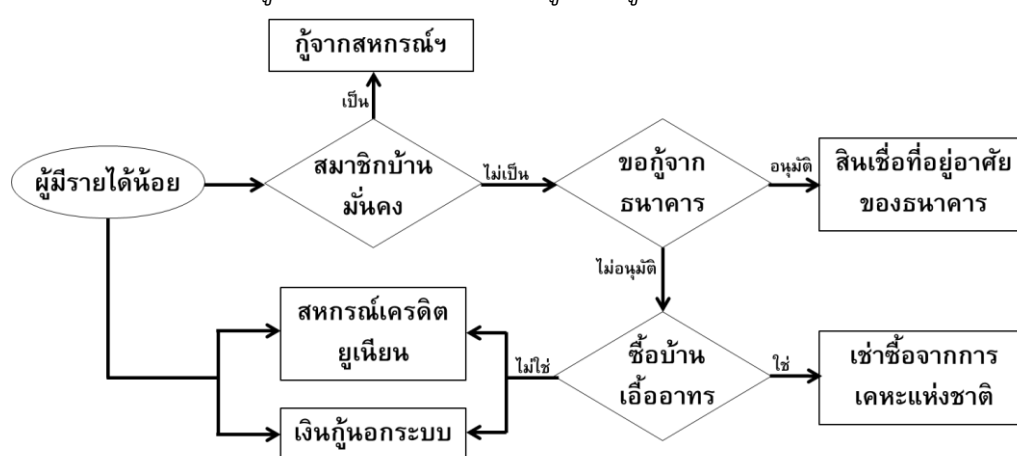 กู้จากสหกรณ์ฯ
เป็น
ผู้มีรายได้น้อย
สมาชิกบ้าน
มั่นคง
ไม่เป็น
ขอกู้จาก
ธนาคาร
อนุมัติ
สินเชื่อที่อยู่อาศัย
ของธนาคาร
ไม่อนุมัติ
สหกรณ์เครดิต
ยูเนียน
ไม่ใช่
ซื้อบ้าน
เอื้ออาทร
ใช่
เช่าซื้อจากการ
เคหะแห่งชาติ
เงินกู้นอกระบบ